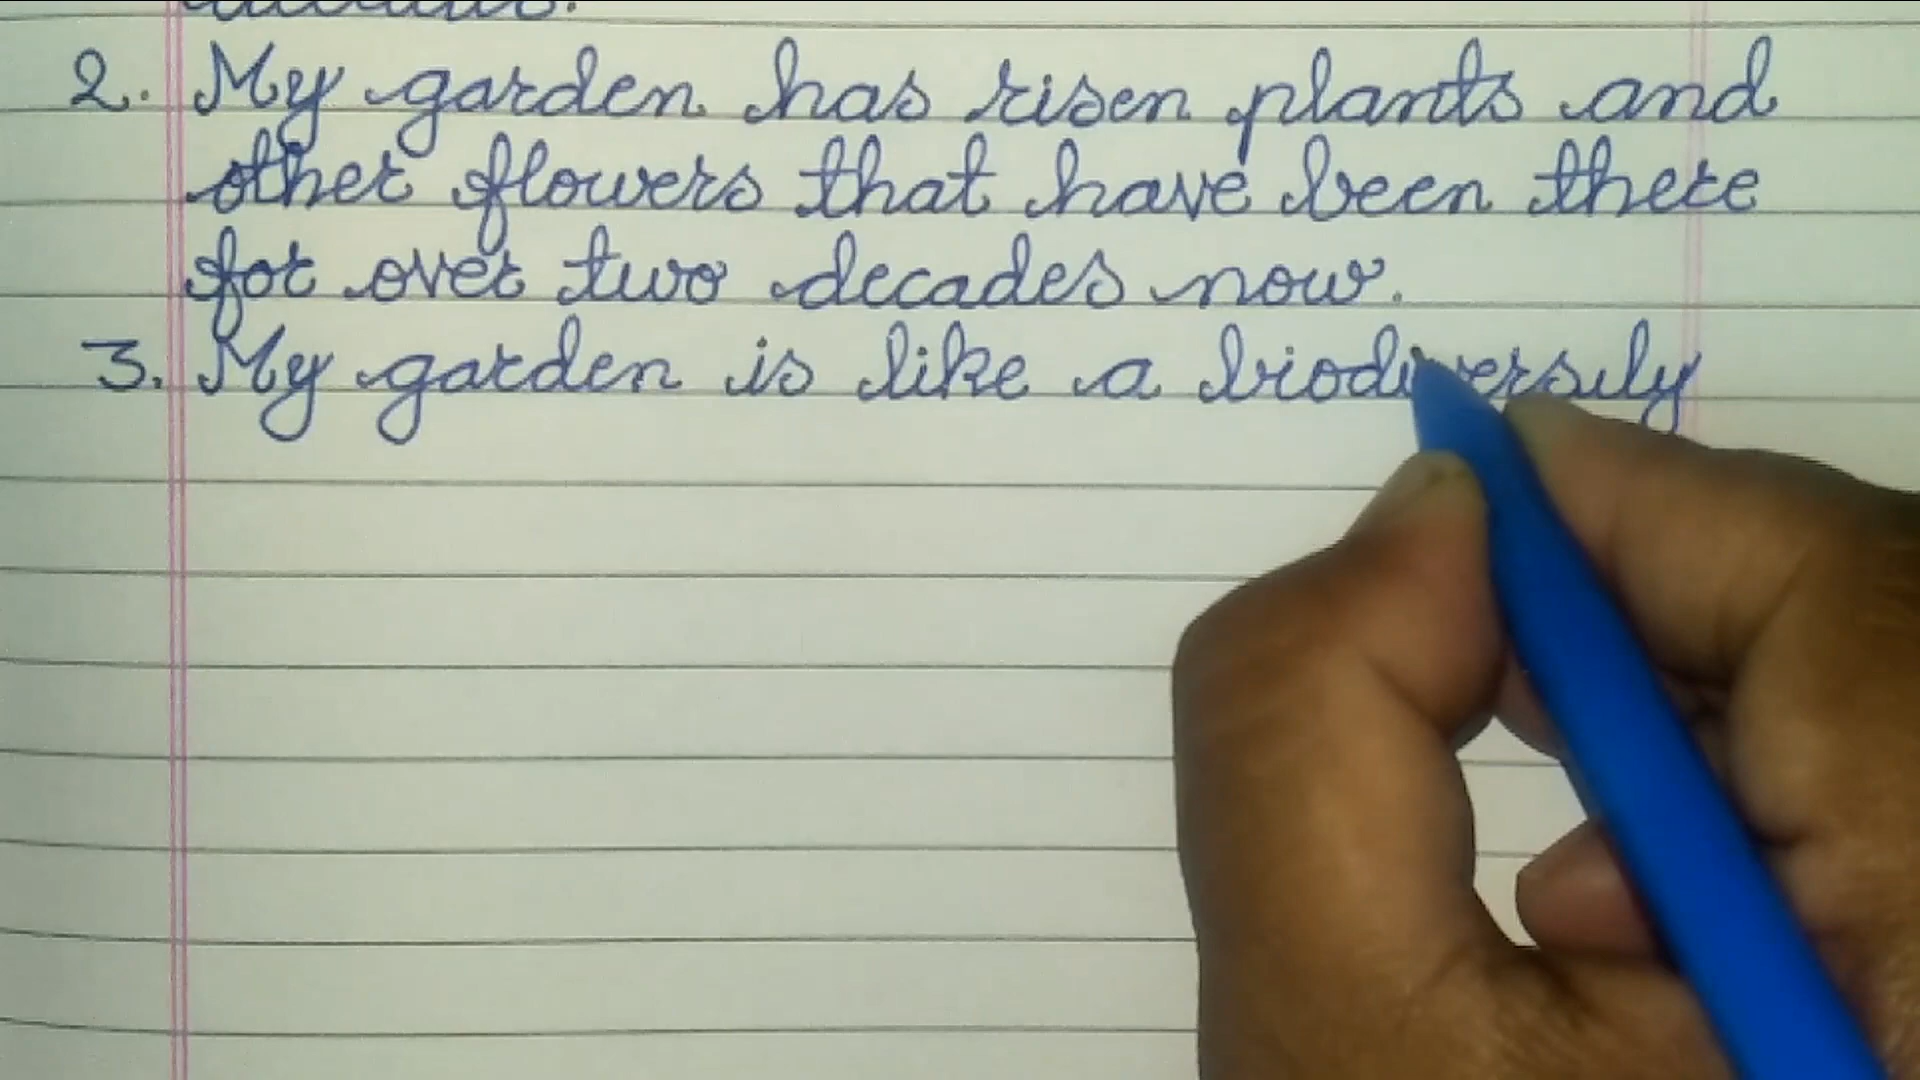 2. My garden has risen plants and
other flowers that have been there
for over two decades now.
3. My garden is like a biodiversity